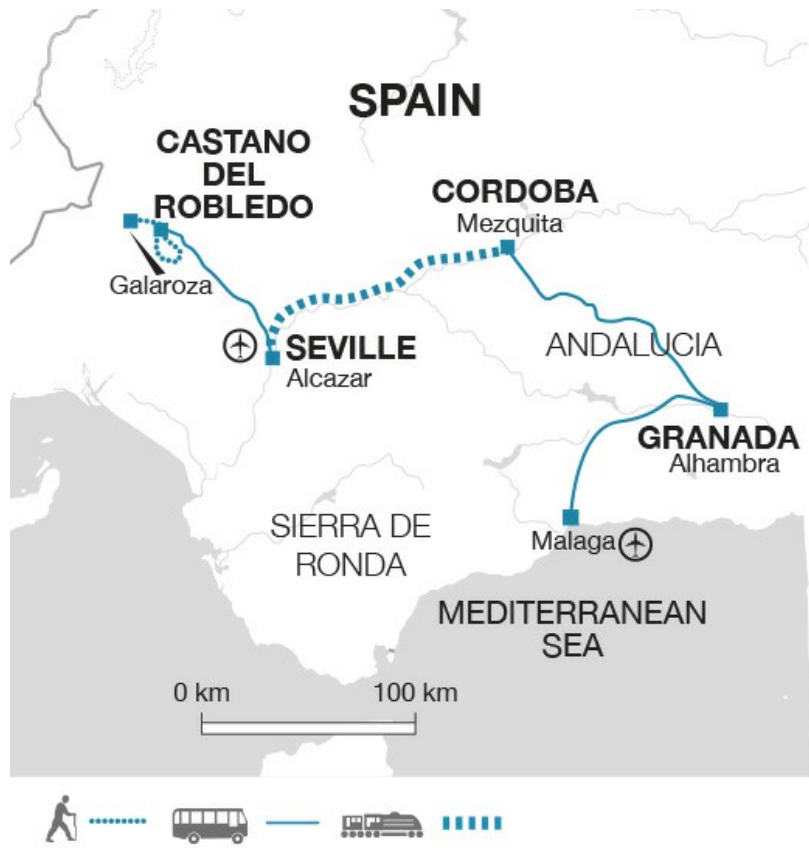 SPAIN
CASTANO
DEL
ROBLEDO
CORDOBA
Mezquita
Galaroza
SEVILLE
Alcazar
ANDALUCIA
GRANADA
Alhambra
SIERRA DE
RONDA
Malaga
MEDITERRANEAN
SEA
0 km 100 km